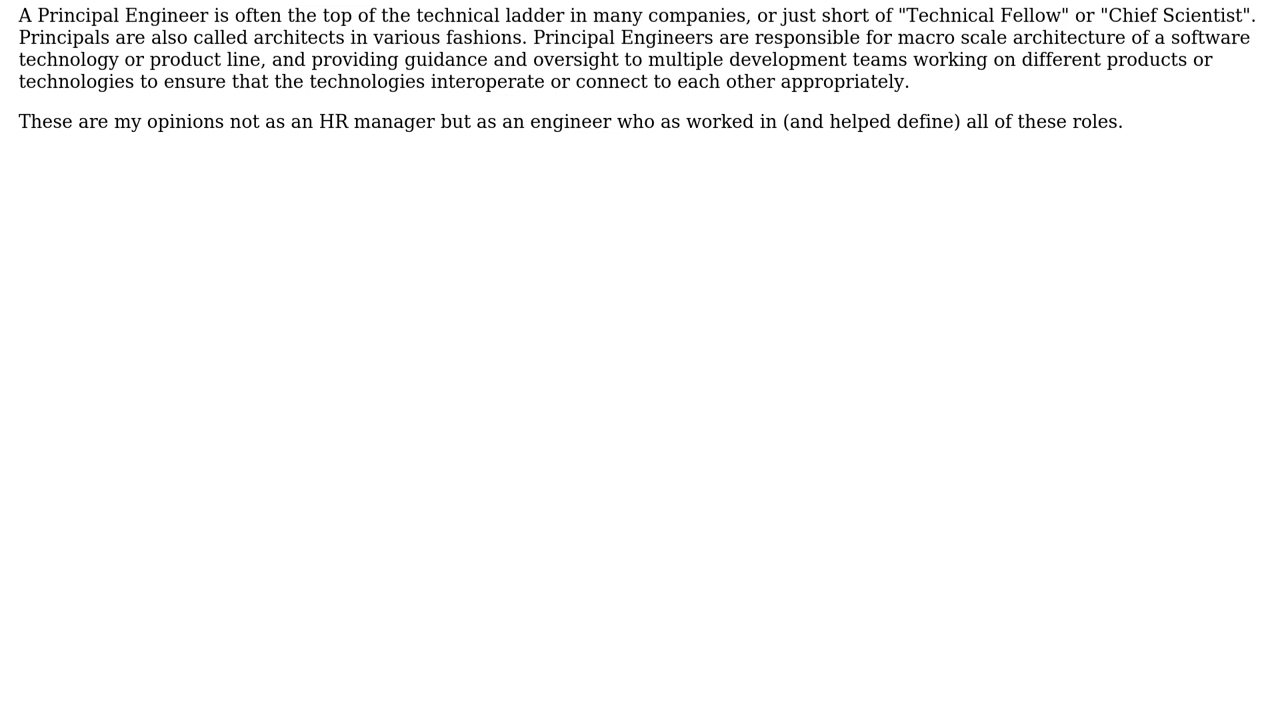 A Principal Engineer is often the top of the technical ladder in many companies, or just short of "Technical Fellow" or "Chief Scientist".
Principals are also called architects in various fashions. Principal Engineers are responsible for macro scale architecture of a software
technology or product line, and providing guidance and oversight to multiple development teams working on different products or
technologies to ensure that the technologies interoperate or connect to each other appropriately.
These are my opinions not as an HR manager but as an engineer who as worked in (and helped define) all of these roles.